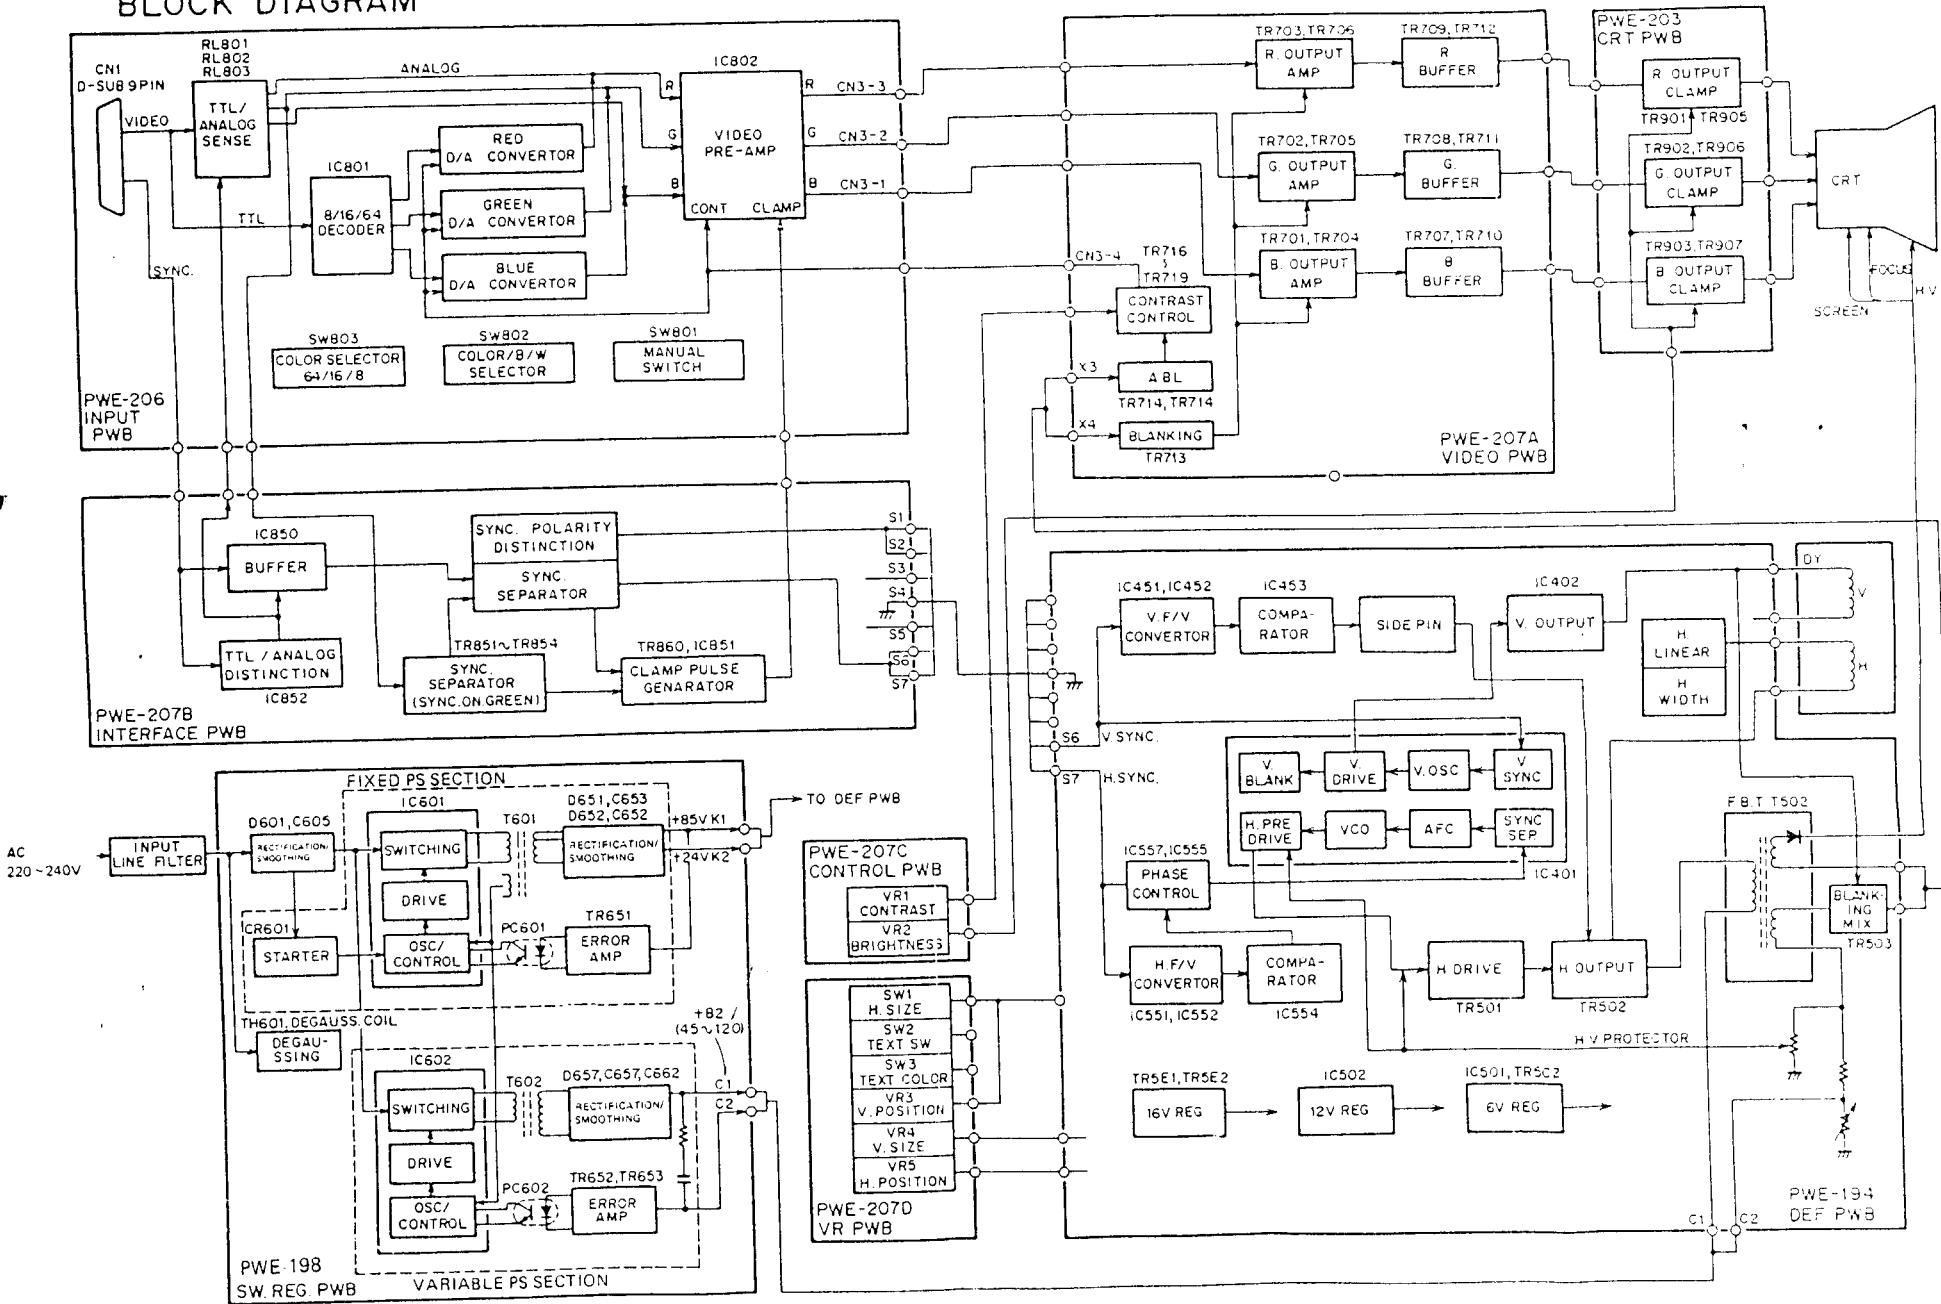 BLOCK DIAGRAM
CN1
D-SUB 9PIN
VIDEO
SYNC.
TTL
RL801
RL802
RL803
TTL/
ANALOG
SENSE
ANALOG
IC801
8/16/64
DECODER
RED
D/A CONVERTOR
GREEN
D/A CONVERTOR
BLUE
D/A CONVERTOR
IC802
VIDEO
PRE-AMP
CONT CLAMP
R
G
B
R
G
B
CN3-3
CN3-2
CN3-1
SW803
COLOR SELECTOR
64/16/8
SW802
COLOR/B/W
SELECTOR
SW801
MANUAL
SWITCH
PWE-206
INPUT
PWB
TR703, TR706
R. OUTPUT
AMP
TR709, TR712
R
BUFFER
TR702, TR705
G. OUTPUT
AMP
TR708, TR711
G.
BUFFER
TR701, TR704
B. OUTPUT
AMP
TR707, TR710
B
BUFFER
CN3-4
TR716
~
TR719
CONTRAST
CONTROL
X3
ABL
TR714, TR714
X4
BLANKING
TR713
PWE-207A
VIDEO PWB
PWE-203
CRT PWB
R OUTPUT
CLAMP
TR901 TR905
TR902, TR906
G. OUTPUT
CLAMP
TR903, TR907
B OUTPUT
CLAMP
CRT
FOCUS
H.V
SCREEN
IC850
BUFFER
TTL / ANALOG
DISTINCTION
IC852
SYNC. POLARITY
DISTINCTION
SYNC.
SEPARATOR
TR851~TR854
SYNC.
SEPARATOR
(SYNC.ON.GREEN)
TR860, IC851
CLAMP PULSE
GENARATOR
S1
S2
S3
S4
S5
S6
S7
PWE-207B
INTERFACE PWB
IC451, IC452
V. F/V
CONVERTOR
IC453
COMPA-
RATOR
SIDE PIN
IC402
V. OUTPUT
DY
V
H
H.
LINEAR
H
WIDTH
S6
V.SYNC.
S7
H.SYNC.
V.
BLANK
V.
DRIVE
V.OSC
V
SYNC
H.PRE
DRIVE
VCO
AFC
SYNC
SEP.
IC401
IC557, IC555
PHASE
CONTROL
H.F/V
CONVERTOR
IC551, IC552
COMPA-
RATOR
IC554
H DRIVE
TR501
H OUTPUT
TR502
F.B.T T502
BLANK-
ING
MIX
TR503
H V PROTECTOR
TR5E1, TR5E2
16V REG
IC502
12V REG
IC501, TR5C2
6V REG
PWE-194
DEF PWB
C1
C2
FIXED PS SECTION
AC
220~240V
INPUT
LINE FILTER
D601, C605
RECTIFICATION/
SMOOTHING
IC601
SWITCHING
DRIVE
OSC/
CONTROL
T601
D651, C653
D652, C652
RECTIFICATION/
SMOOTHING
+85V K1
+24V K2
TO DEF PWB
CR601
STARTER
PC601
TR651
ERROR
AMP
TH601, DEGAUSS. COIL
DEGAU-
SSING
+B2 /
(45~120)
IC602
SWITCHING
DRIVE
OSC/
CONTROL
T602
D657, C657, C662
RECTIFICATION/
SMOOTHING
C1
C2
PC602
TR652, TR653
ERROR
AMP
PWE-198
SW. REG. PWB
VARIABLE PS SECTION
PWE-207C
CONTROL PWB
VR1
CONTRAST
VR2
BRIGHTNESS
SW1
H. SIZE
SW2
TEXT SW
SW3
TEXT COLOR
VR3
V. POSITION
VR4
V. SIZE
VR5
H. POSITION
PWE-207D
VR PWB